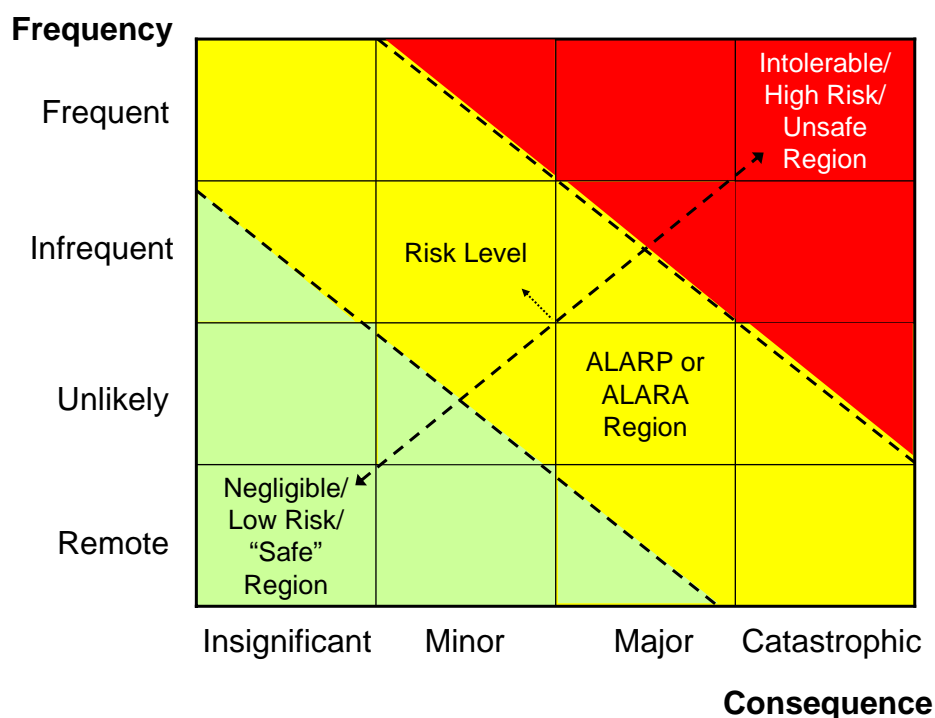 Frequency
Frequent
Intolerable/
High Risk/
Unsafe
Region
Infrequent
Risk Level
Unlikely
ALARP or
ALARA
Region
Remote
Negligible/
Low Risk/
“Safe”
Region
Insignificant
Minor
Major
Catastrophic
Consequence